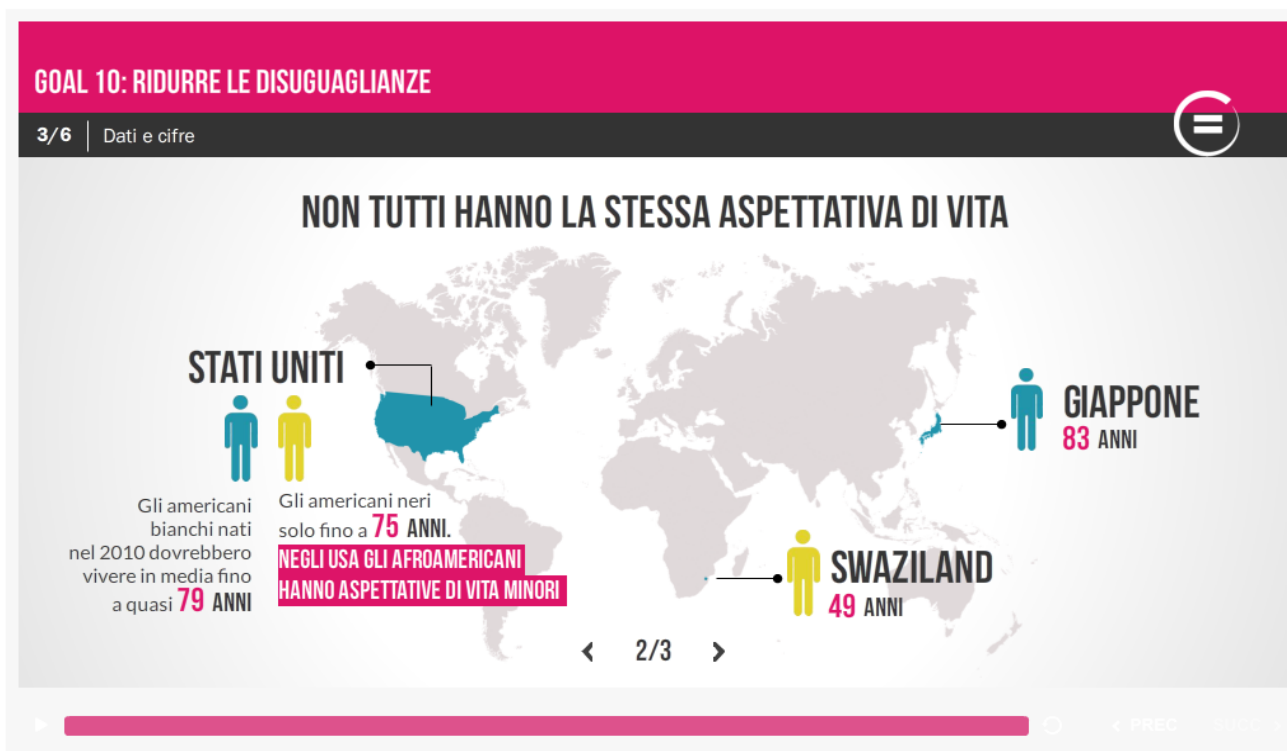 GOAL 10: RIDURRE LE DISUGUAGLIANZE
3/6 Dati e cifre
NON TUTTI HANNO LA STESSA ASPETTATIVA DI VITA
STATI UNITI
Gli americani
bianchi nati
nel 2010 dovrebbero
vivere in media fino
a quasi 79 ANNI
Gli americani neri
solo fino a 75 ANNI.
NEGLI USA GLI AFROAMERICANI
HANNO ASPETTATIVE DI VITA MINORI
GIAPPONE
83 ANNI
SWAZILAND
49 ANNI
2/3
PREC